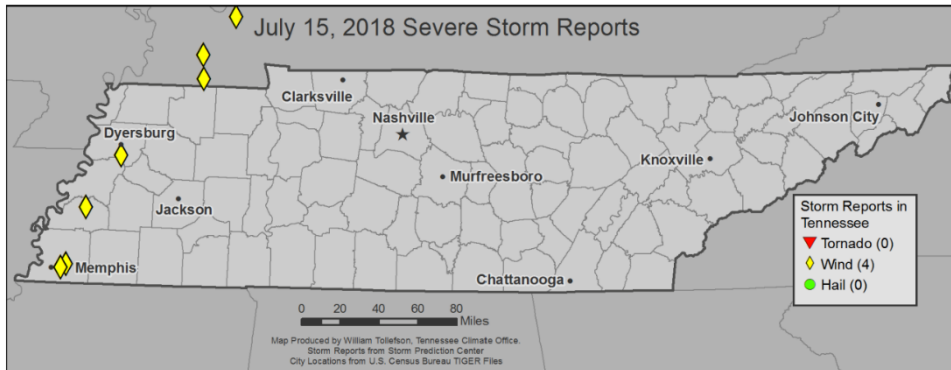 July 15, 2018 Severe Storm Reports
Clarksville
Nashville
Johnson City
Dyersburg
Knoxville
Murfreesboro
Jackson
Storm Reports in
Tennessee
Tornado (0)
Wind (4)
Hail (0)
Memphis
Chattanooga
0 20 40 60 80
Miles
Map Produced by William Tollefson, Tennessee Climate Office.
Storm Reports from Storm Prediction Center
City Locations from U.S. Census Bureau TIGER Files